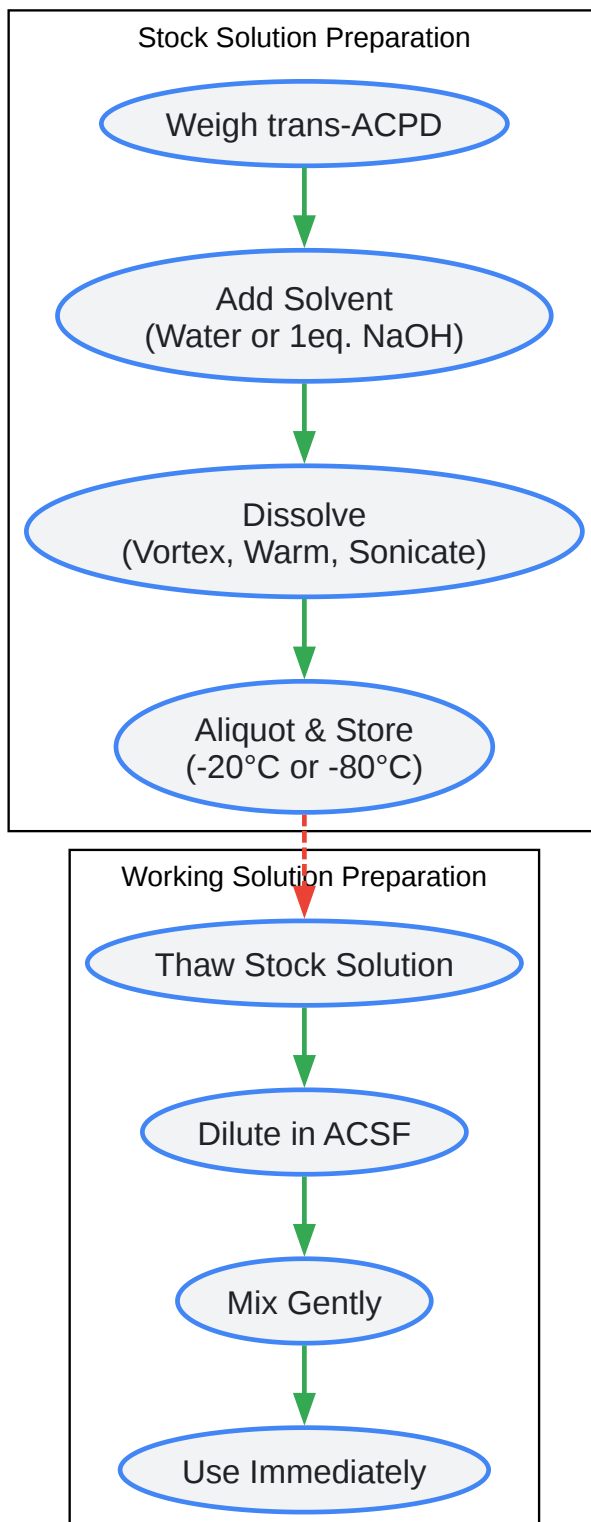 Stock Solution Preparation
Weigh trans-ACPD
Add Solvent
(Water or 1eq. NaOH)
Dissolve
(Vortex, Warm, Sonicate)
Aliquot & Store
(-20°C or -80°C)
Working Solution Preparation
Thaw Stock Solution
Dilute in ACSF
Mix Gently
Use Immediately